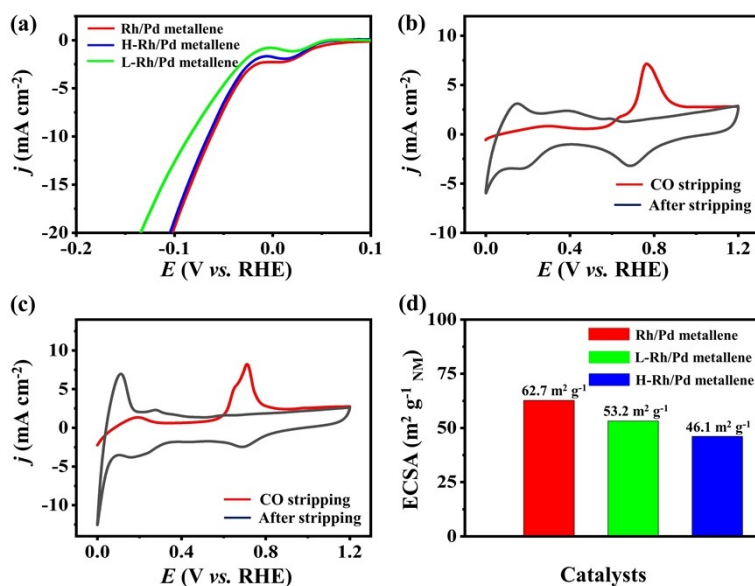 (a)
Rh/Pd metallene
H-Rh/Pd metallene
L-Rh/Pd metallene
0
-5
-10
-15
-20
j (mA cm-2)
-0.2 -0.1 0.0 0.1
E (V vs. RHE)
(b)
10
5
0
-5
-10
j (mA cm-2)
CO stripping
After stripping
0.0 0.4 0.8 1.2
E (V vs. RHE)
(c)
10
5
0
-5
-10
j (mA cm-2)
CO stripping
After stripping
0.0 0.4 0.8 1.2
E (V vs. RHE)
(d)
100
75
50
25
0
ECSA (m2 g-1 NM)
Rh/Pd metallene
L-Rh/Pd metallene
H-Rh/Pd metallene
62.7 m2 g-1
53.2 m2 g-1
46.1 m2 g-1
Catalysts